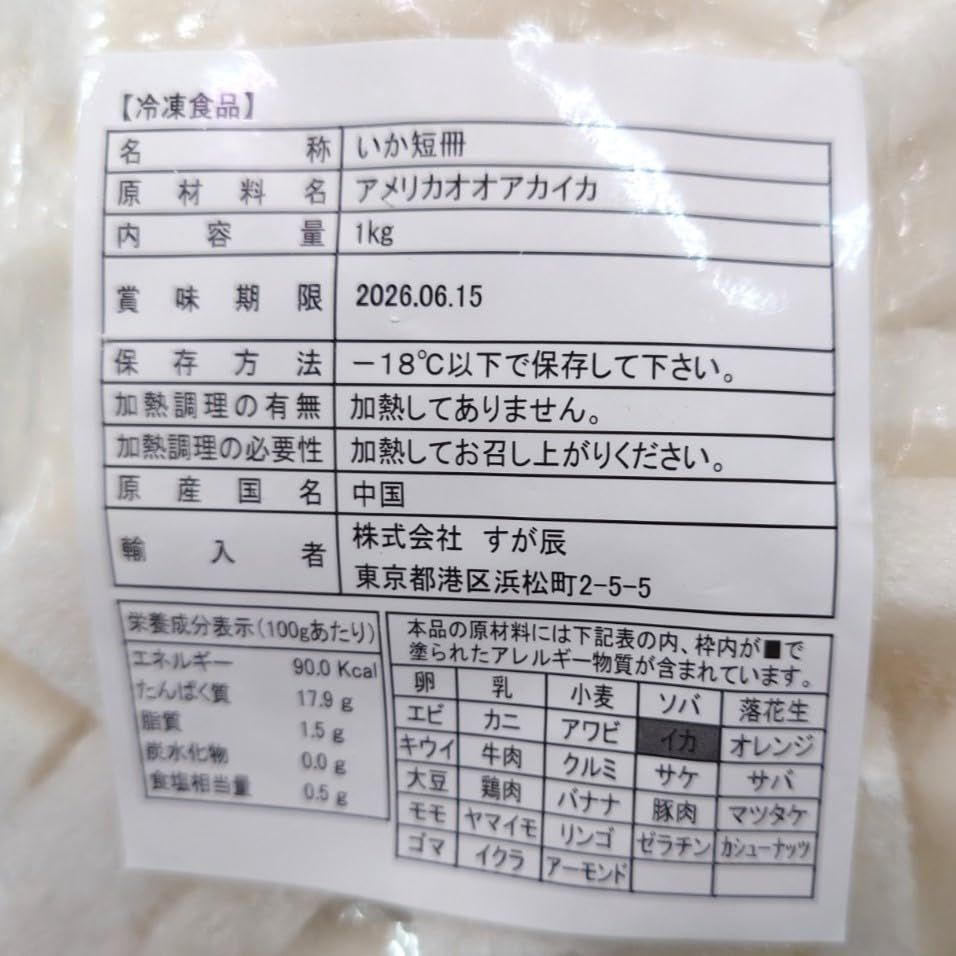 【冷凍食品】
名称 いか短冊
原材料名 アメリカオオアカイカ
内容量 1kg
賞味期限 2026.06.15
保存方法 －18℃以下で保存して下さい。
加熱調理の有無 加熱してありません。
加熱調理の必要性 加熱してお召し上がりください。
原産国名 中国
輸入者 株式会社 すが辰
東京都港区浜松町2-5-5
栄養成分表示(100gあたり)
エネルギー 90.0 Kcal
たんぱく質 17.9 g
脂質 1.5 g
炭水化物 0.0 g
食塩相当量 0.5 g
本品の原材料には下記表の内、枠内が■で
塗られたアレルギー物質が含まれています。
卵 乳 小麦 ソバ 落花生
エビ カニ アワビ イカ オレンジ
キウイ 牛肉 クルミ サケ サバ
大豆 鶏肉 バナナ 豚肉 マツタケ
モモ ヤマイモ リンゴ ゼラチン カシューナッツ
ゴマ イクラ アーモンド